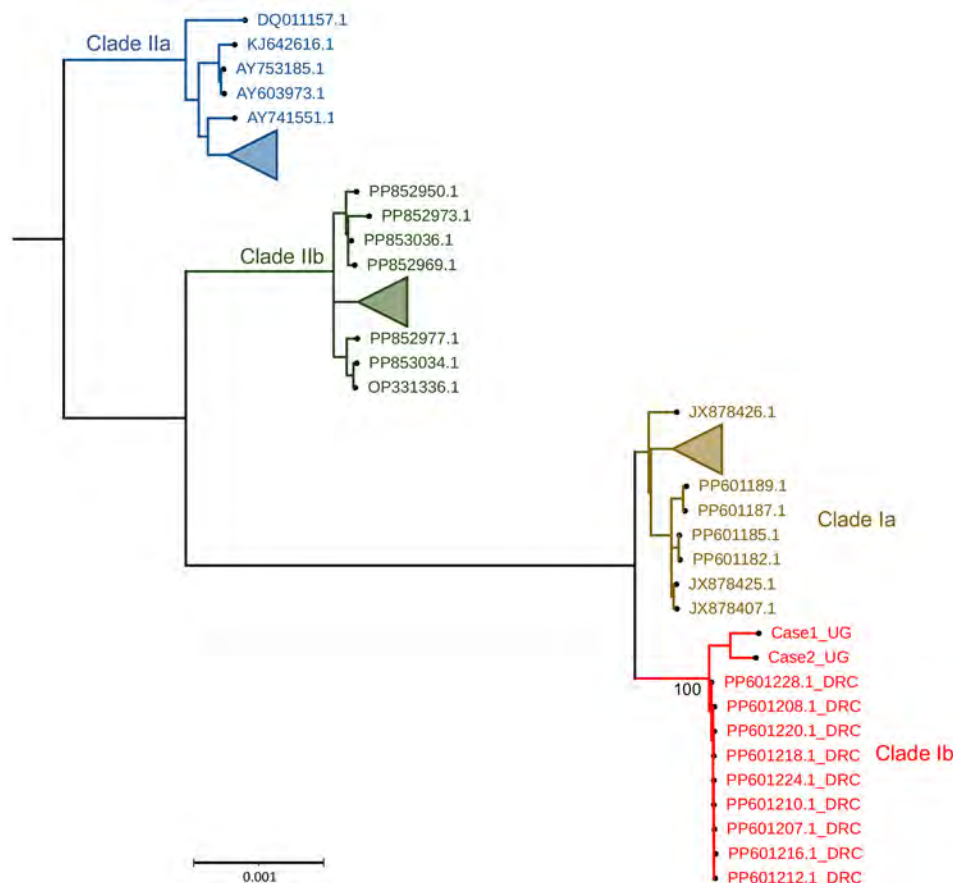 DQ011157.1
Clade IIa
KJ642616.1
AY753185.1
AY603973.1
AY741551.1
PP852950.1
PP852973.1
PP853036.1
Clade IIb
PP852969.1
PP852977.1
PP853034.1
OP331336.1
JX878426.1
PP601189.1
PP601187.1
Clade Ia
PP601185.1
PP601182.1
JX878425.1
JX878407.1
Case1_UG
Case2_UG
100
PP601228.1_DRC
PP601208.1_DRC
PP601220.1_DRC
PP601218.1_DRC
Clade Ib
PP601224.1_DRC
PP601210.1_DRC
PP601207.1_DRC
PP601216.1_DRC
PP601212.1_DRC
0.001